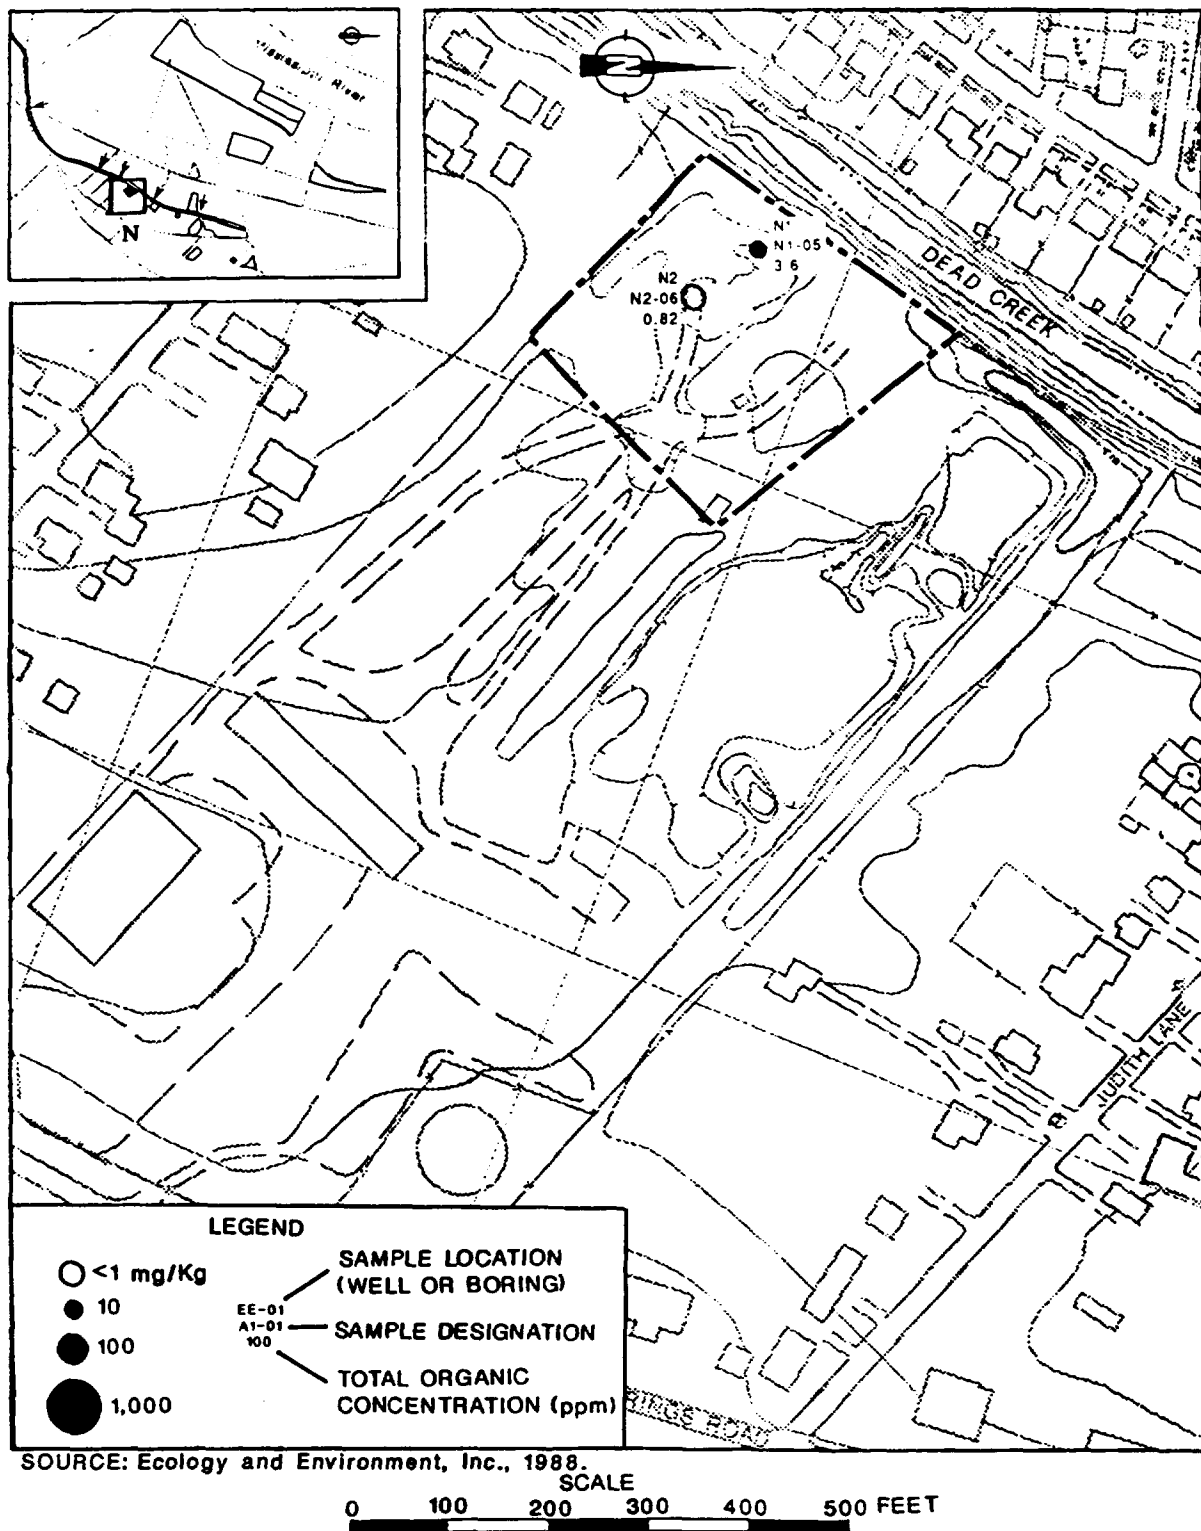 Mississippi River
N
N
N1
N1-05
3.6
N2
N2-06
0.82
DEAD CREEK
JUDITH LANE
LEGEND
<1 mg/Kg
10
100
1,000
EE-01
A1-01
100
SAMPLE LOCATION
(WELL OR BORING)
SAMPLE DESIGNATION
TOTAL ORGANIC
CONCENTRATION (ppm)
ROAD
SOURCE: Ecology and Environment, Inc., 1988.
SCALE
0 100 200 300 400 500 FEET